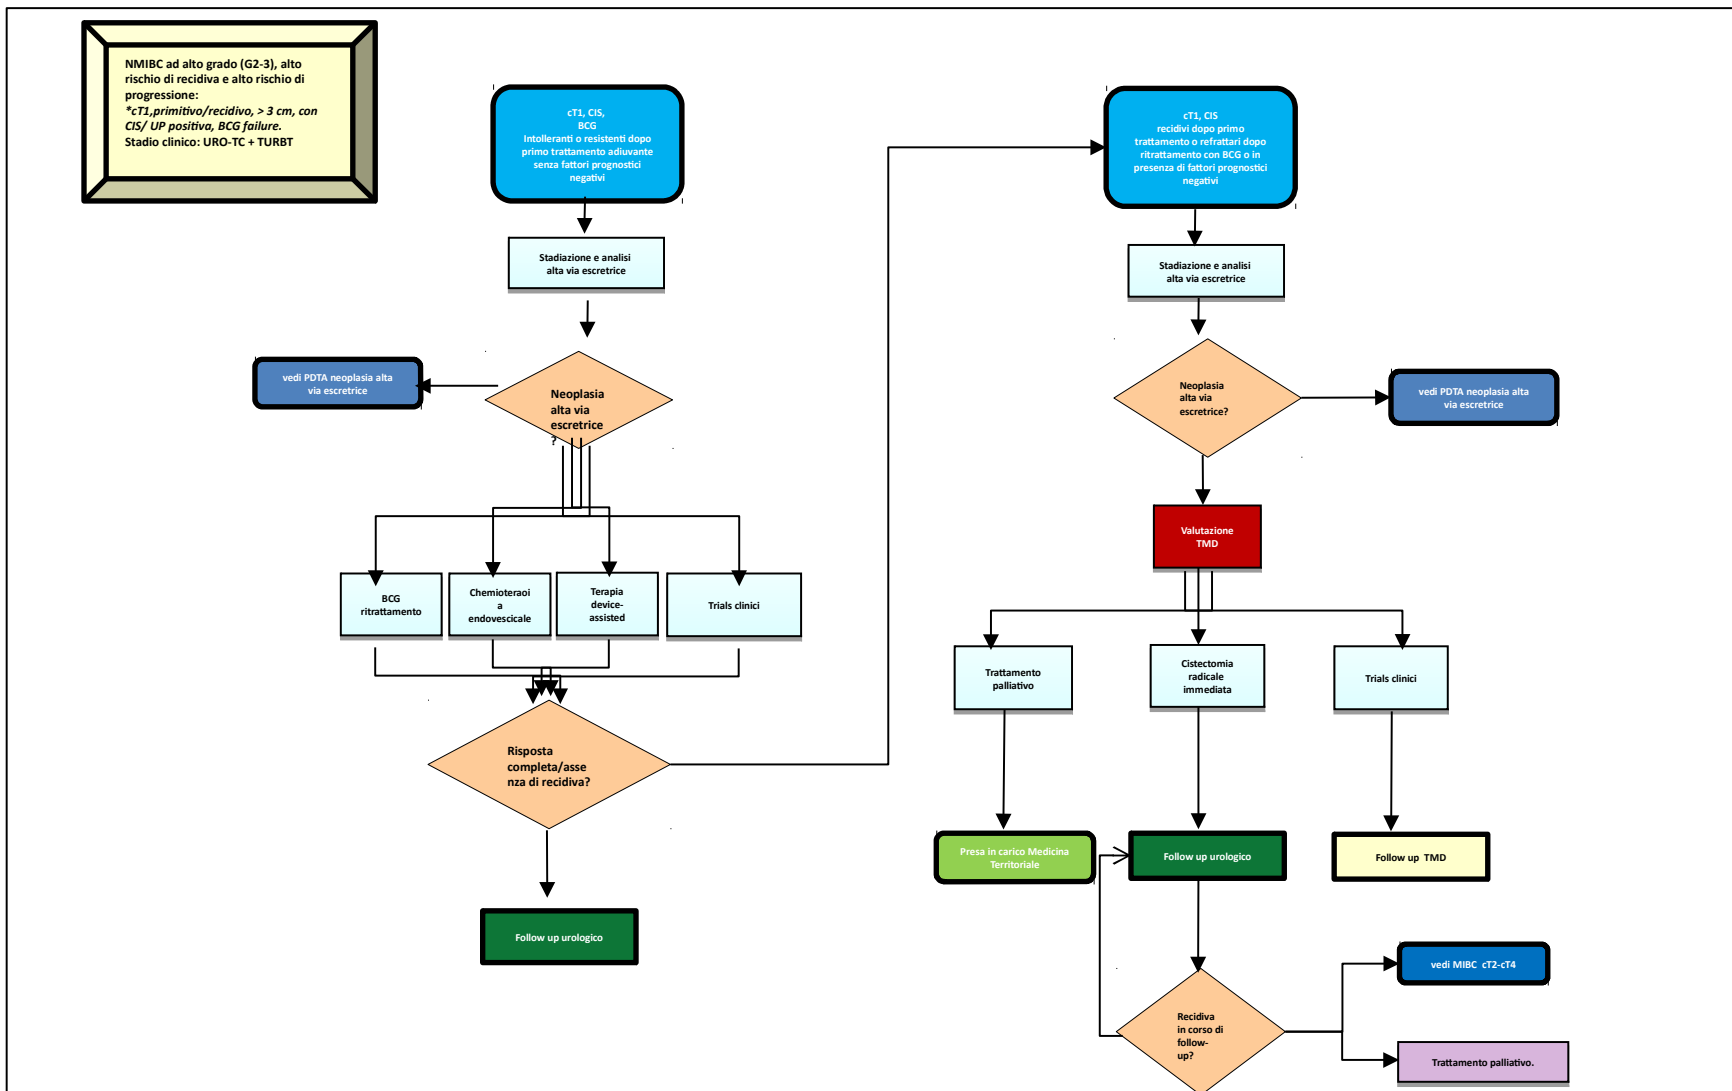 NMIBC ad alto grado (G2-3), alto
rischio di recidiva e alto rischio di
progressione:
*cT1,primitivo/recidivo, > 3 cm, con
CIS/ UP positiva, BCG failure.
Stadio clinico: URO-TC + TURBT
cT1, CIS,
BCG
Intolleranti o resistenti dopo
primo trattamento adiuvante
senza fattori prognostici
negativi
Stadiazione e analisi
alta via escretrice
vedi PDTA neoplasia alta
via escretrice
Neoplasia
alta via
escretrice
?
BCG
ritrattamento
Chemioteraoi
a
endovescicale
Terapia
device-
assisted
Trials clinici
Risposta
completa/asse
nza di recidiva?
Follow up urologico
cT1, CIS
recidivi dopo primo
trattamento o refrattari dopo
ritrattamento con BCG o in
presenza di fattori prognostici
negativi
Stadiazione e analisi
alta via escretrice
Neoplasia
alta via
escretrice?
vedi PDTA neoplasia alta
via escretrice
Valutazione
TMD
Trattamento
palliativo
Cistectomia
radicale
immediata
Trials clinici
Presa in carico Medicina
Territoriale
Follow up urologico
Follow up  TMD
Recidiva
in corso di
follow-
up?
vedi MIBC  cT2-cT4
Trattamento palliativo.